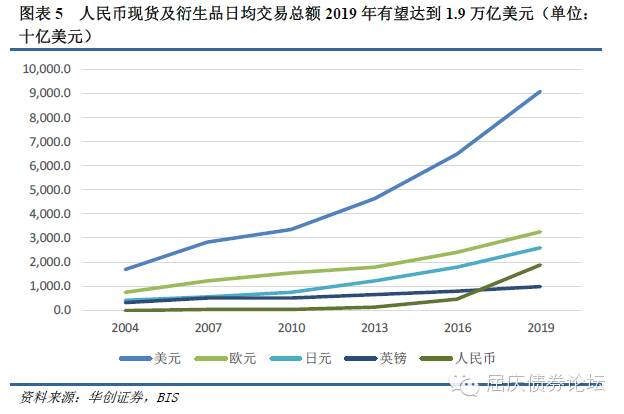 图表 5 人民币现货及衍生品日均交易总额 2019 年有望达到 1.9 万亿美元（单位：
十亿美元）
10,000.0
9,000.0
8,000.0
7,000.0
6,000.0
5,000.0
4,000.0
3,000.0
2,000.0
1,000.0
0.0
2004 2007 2010 2013 2016 2019
美元 欧元 日元 英镑 人民币
屈庆债券论坛
资料来源：华创证券，BIS